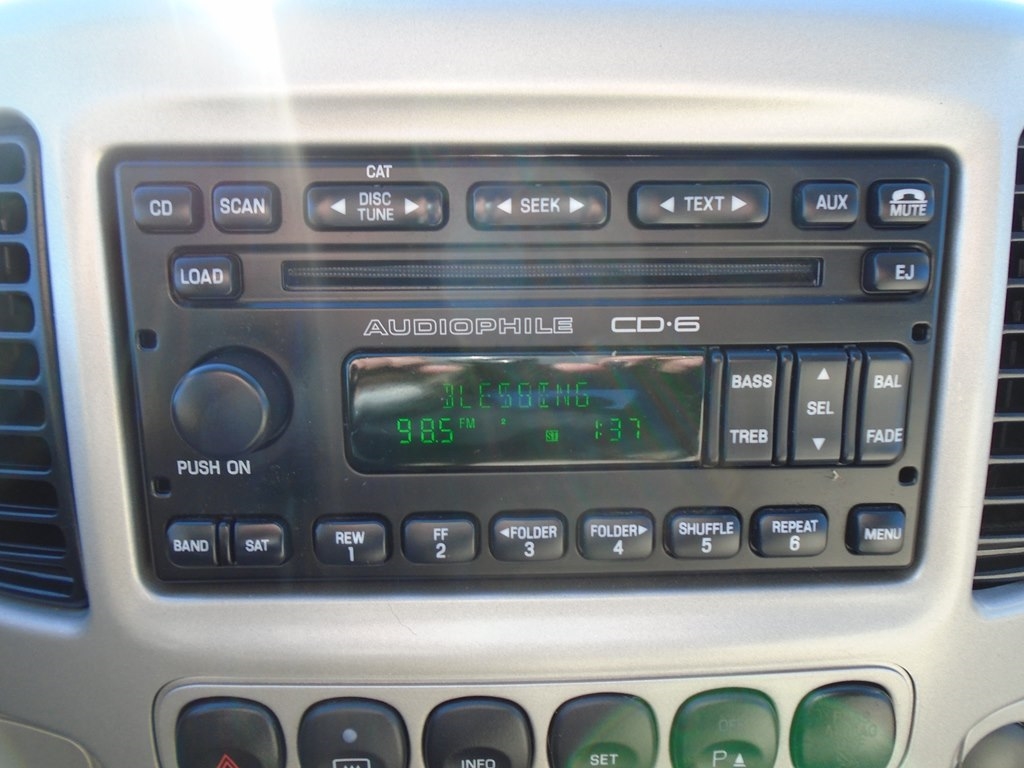 CAT
CD SCAN DISC TUNE SEEK TEXT AUX MUTE
LOAD EJ
AUDIOPHILE CD·6
BLESSING
98.5 FM 2 ST 1:37
BASS TREB SEL BAL FADE
PUSH ON
BAND SAT REW 1 FF 2 FOLDER 3 FOLDER 4 SHUFFLE 5 REPEAT 6 MENU
INFO SET OFF P